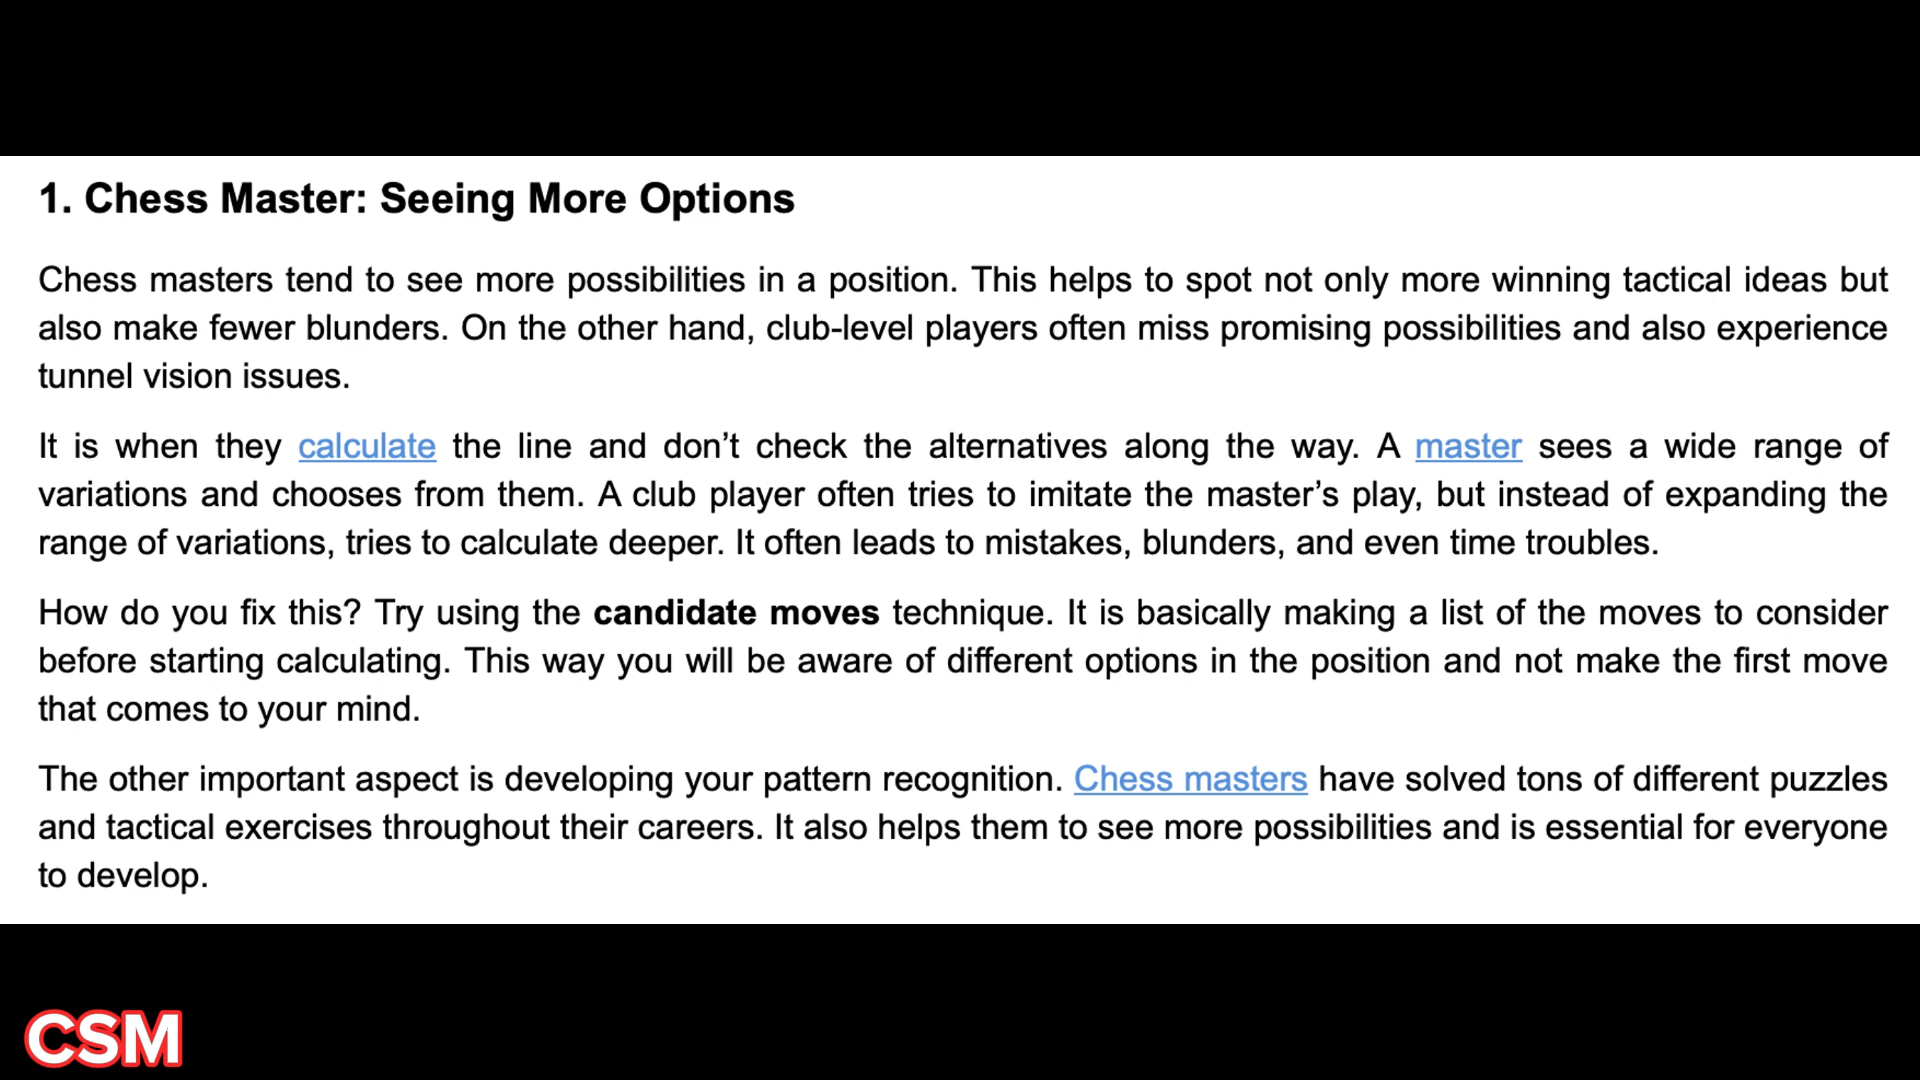 1. Chess Master: Seeing More Options
Chess masters tend to see more possibilities in a position. This helps to spot not only more winning tactical ideas but
also make fewer blunders. On the other hand, club-level players often miss promising possibilities and also experience
tunnel vision issues.
It is when they calculate the line and don’t check the alternatives along the way. A master sees a wide range of
variations and chooses from them. A club player often tries to imitate the master’s play, but instead of expanding the
range of variations, tries to calculate deeper. It often leads to mistakes, blunders, and even time troubles.
How do you fix this? Try using the candidate moves technique. It is basically making a list of the moves to consider
before starting calculating. This way you will be aware of different options in the position and not make the first move
that comes to your mind.
The other important aspect is developing your pattern recognition. Chess masters have solved tons of different puzzles
and tactical exercises throughout their careers. It also helps them to see more possibilities and is essential for everyone
to develop.
CSM